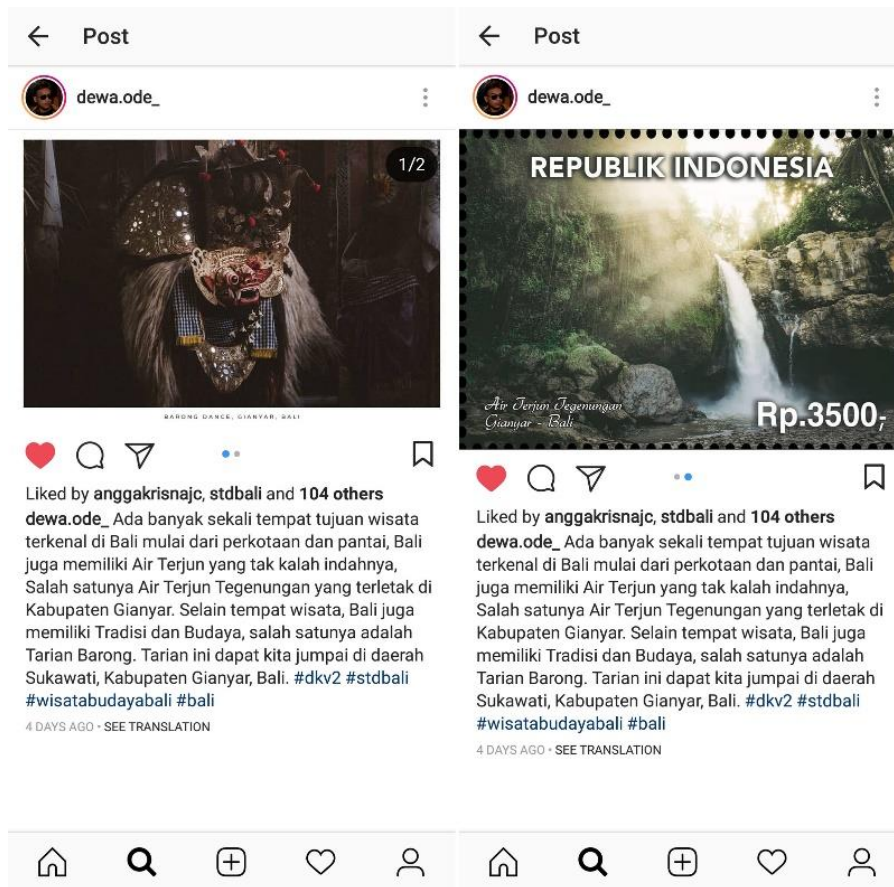 Post
dewa.ode_
1/2
BARONG DANCE, GIANYAR, BALI
Liked by anggakrisnajc, stdbali and 104 others
dewa.ode_ Ada banyak sekali tempat tujuan wisata
terkenal di Bali mulai dari perkotaan dan pantai, Bali
juga memiliki Air Terjun yang tak kalah indahnya,
Salah satunya Air Terjun Tegenungan yang terletak di
Kabupaten Gianyar. Selain tempat wisata, Bali juga
memiliki Tradisi dan Budaya, salah satunya adalah
Tarian Barong. Tarian ini dapat kita jumpai di daerah
Sukawati, Kabupaten Gianyar, Bali. #dkv2 #stdbali
#wisatabudayabali #bali
4 DAYS AGO • SEE TRANSLATION
Post
dewa.ode_
REPUBLIK INDONESIA
Air Terjun Tegenungan
Gianyar - Bali
Rp.3500,-
Liked by anggakrisnajc, stdbali and 104 others
dewa.ode_ Ada banyak sekali tempat tujuan wisata
terkenal di Bali mulai dari perkotaan dan pantai, Bali
juga memiliki Air Terjun yang tak kalah indahnya,
Salah satunya Air Terjun Tegenungan yang terletak di
Kabupaten Gianyar. Selain tempat wisata, Bali juga
memiliki Tradisi dan Budaya, salah satunya adalah
Tarian Barong. Tarian ini dapat kita jumpai di daerah
Sukawati, Kabupaten Gianyar, Bali. #dkv2 #stdbali
#wisatabudayabali #bali
4 DAYS AGO • SEE TRANSLATION